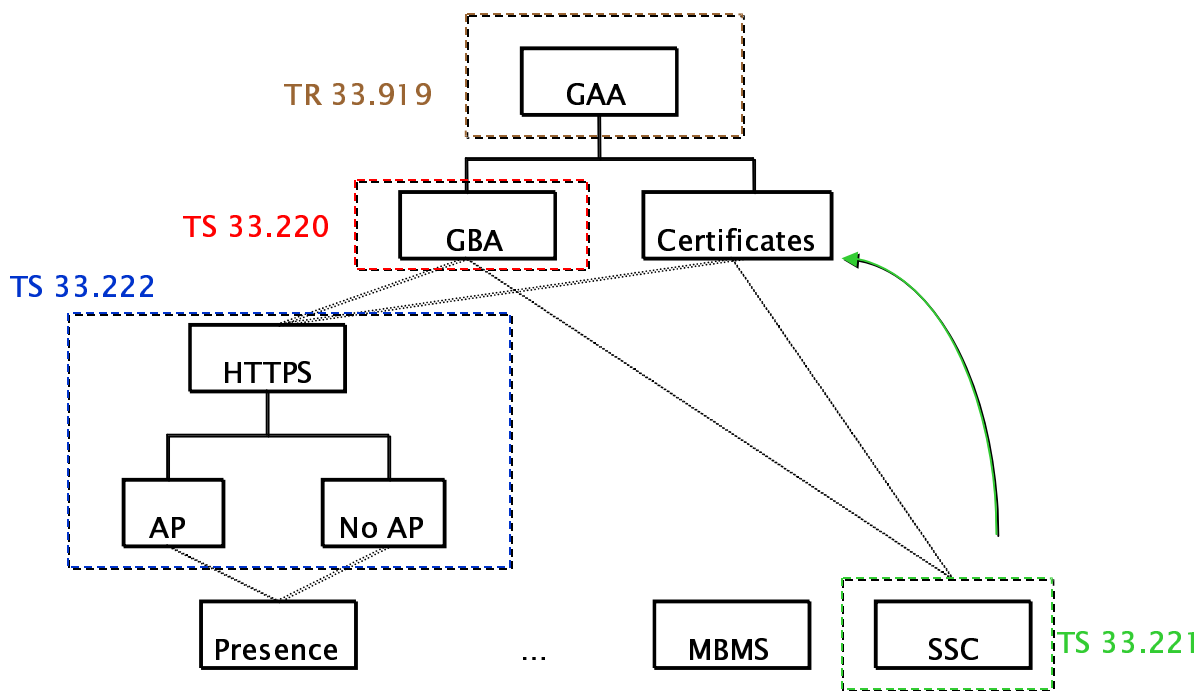 TR 33.919
GAA
TS 33.220
GBA
Certificates
TS 33.222
HTTPS
AP
No AP
Presence
...
MBMS
SSC
TS 33.221